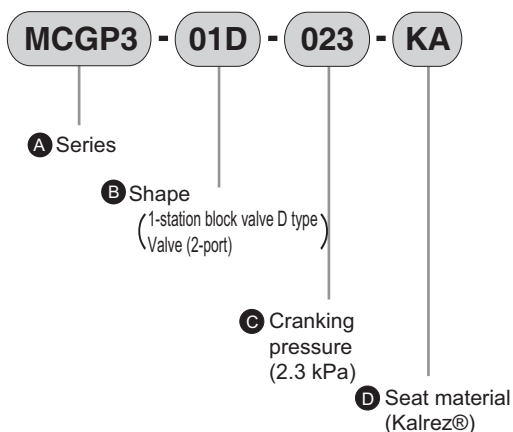 MCGP3 - 01D - 023 - KA
A Series
B Shape
(1-station block valve D type
Valve (2-port))
C Cranking
pressure
(2.3 kPa)
D Seat material
(Kalrez®)